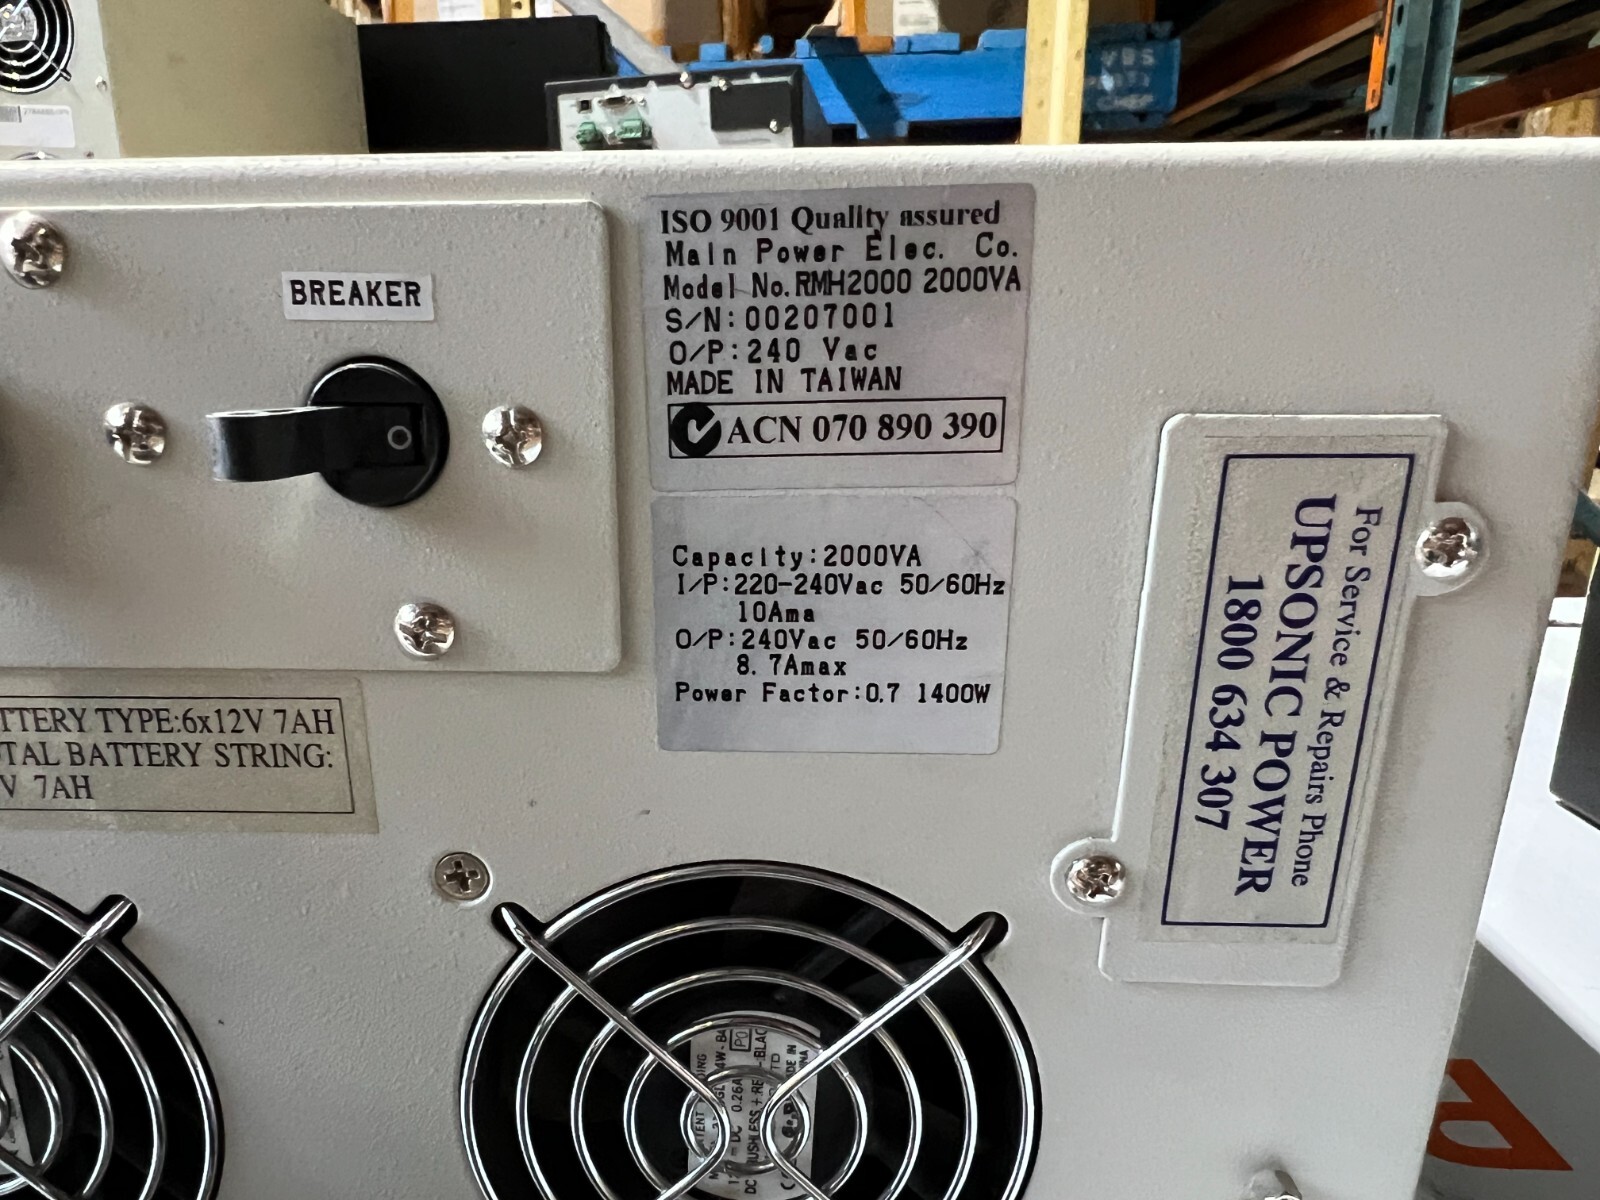 BREAKER
ISO 9001 Quality assured
Main Power Elec. Co.
Model No. RMH2000 2000VA
S/N:00207001
O/P:240 Vac
MADE IN TAIWAN
ACN 070 890 390
Capacity:2000VA
I/P:220-240Vac 50/60Hz
10Ama
O/P:240Vac 50/60Hz
8.7Amax
Power Factor:0.7 1400W
For Service & Repairs Phone
UPSONIC POWER
1800 634 307
TTERY TYPE:6x12V 7AH
OTAL BATTERY STRING:
V 7AH